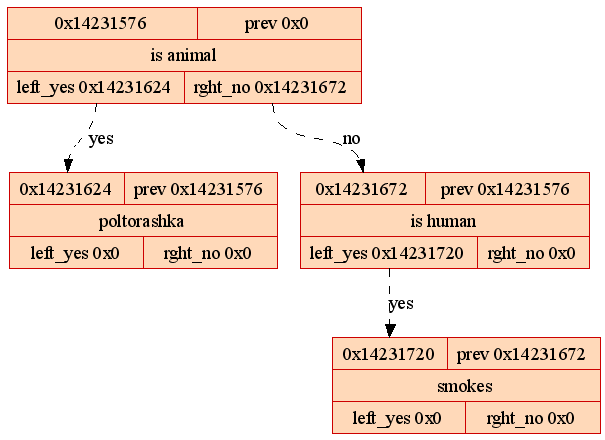 0x14231576 prev 0x0
is animal
left_yes 0x14231624 rght_no 0x14231672
yes no
0x14231624 prev 0x14231576 0x14231672 prev 0x14231576
poltorashka is human
left_yes 0x0 rght_no 0x0 left_yes 0x14231720 rght_no 0x0
yes
0x14231720 prev 0x14231672
smokes
left_yes 0x0 rght_no 0x0